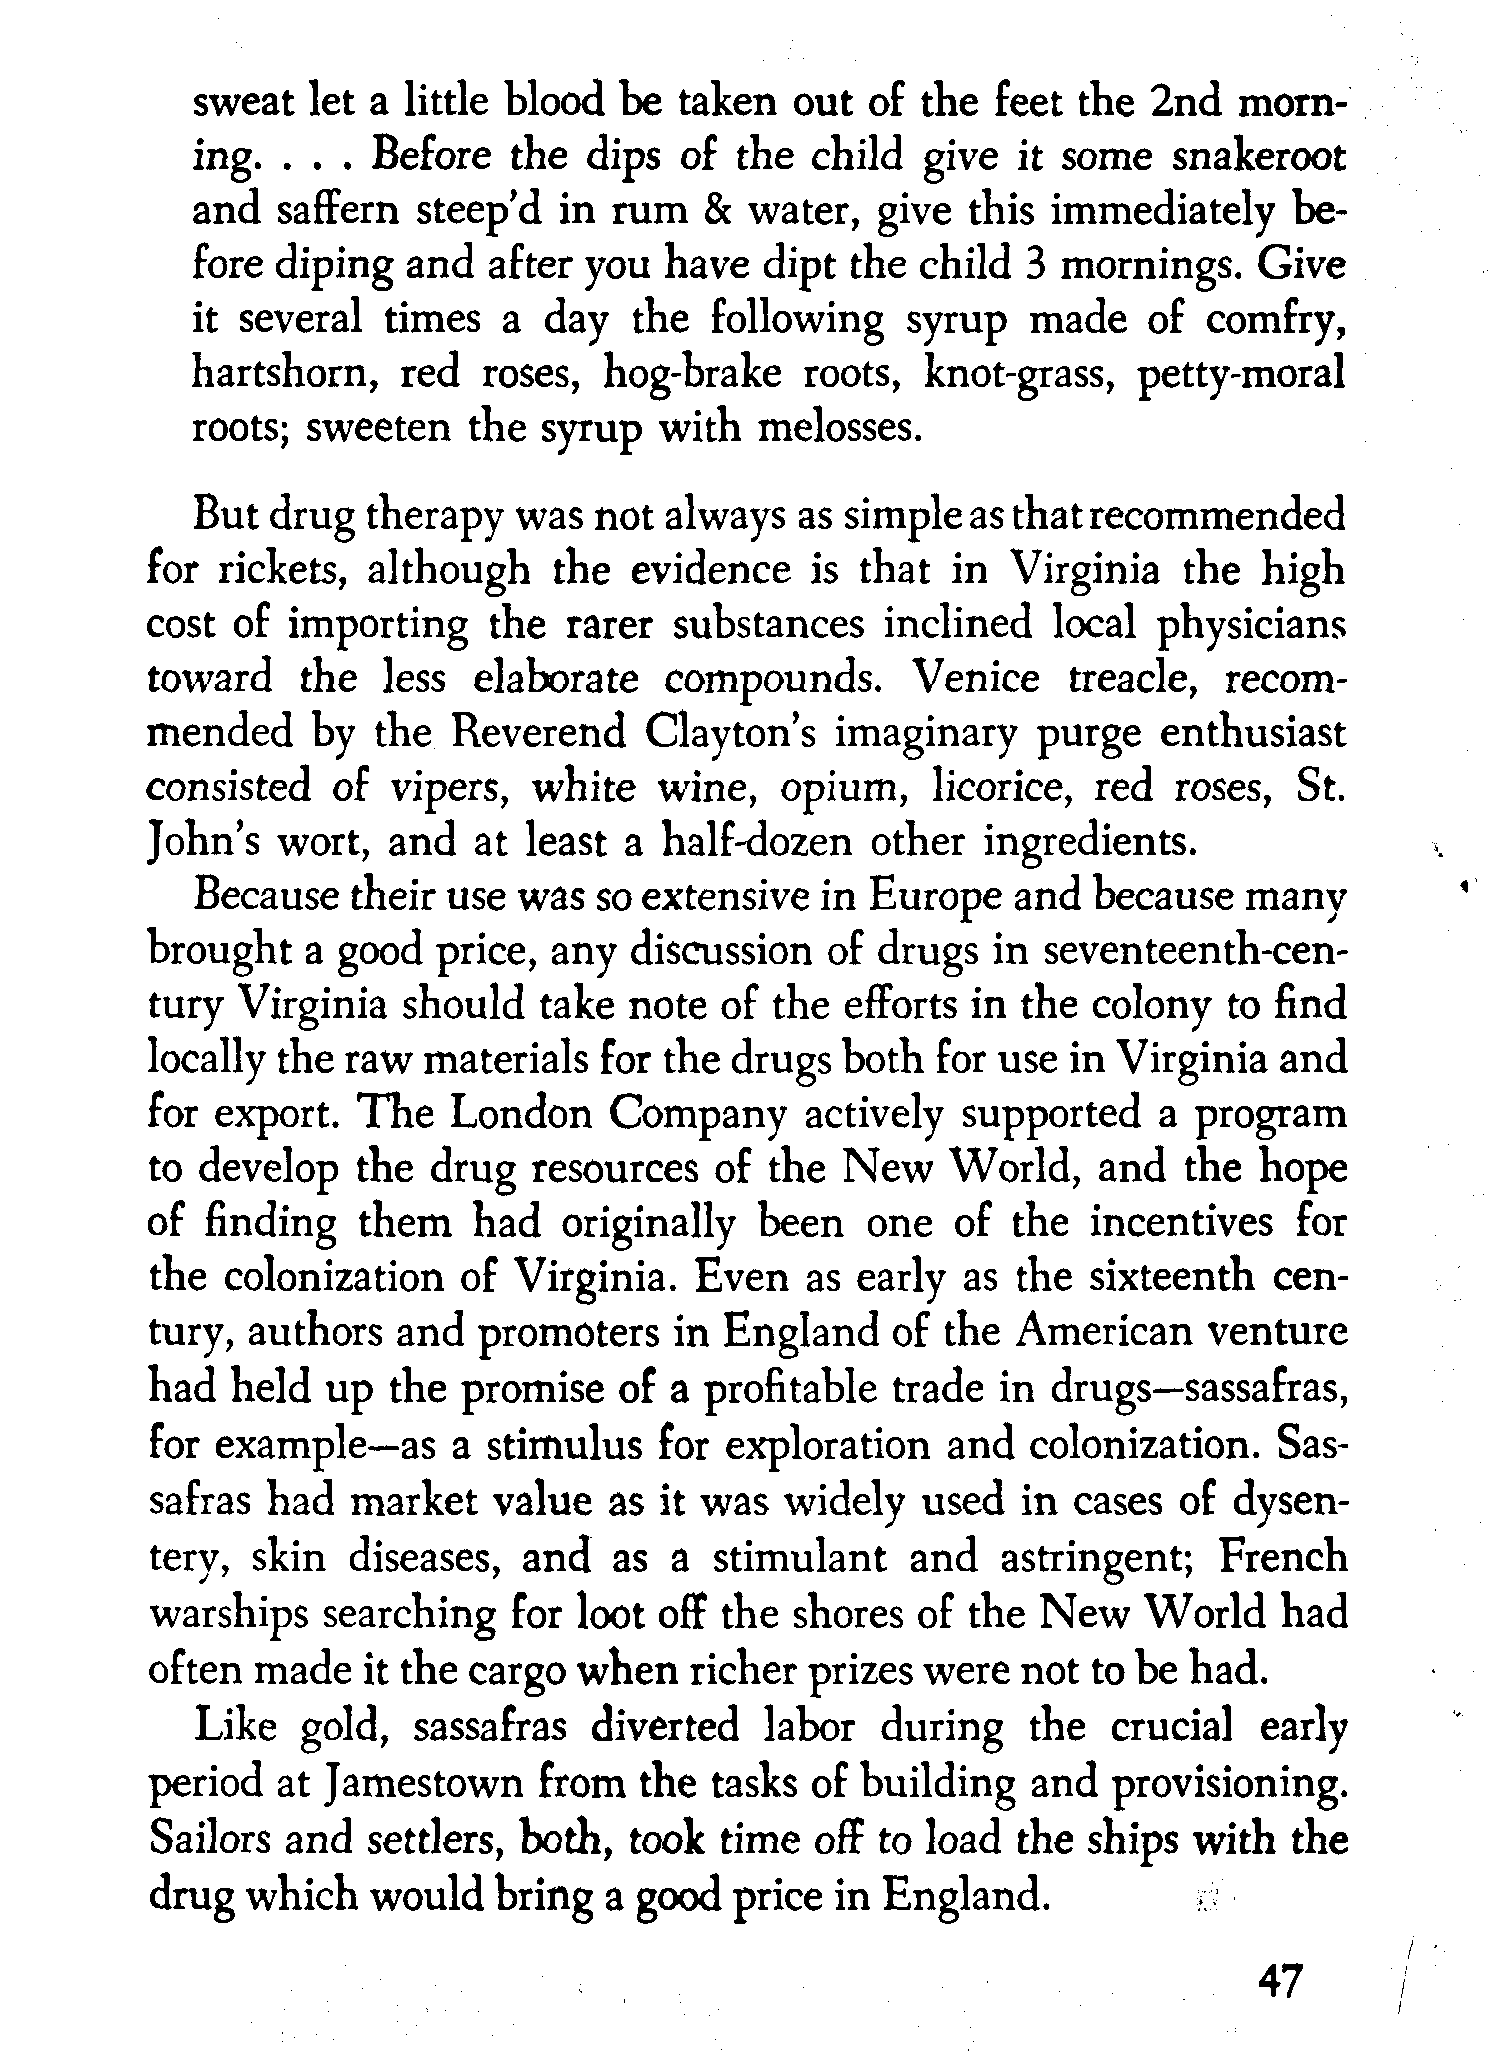 sweat let a little blood be taken out of the feet the 2nd morn-
ing. . . . Before the dips of the child give it some snakeroot
and saffern steep'd in rum & water, give this immediately be-
fore diping and after you have dipt the child 3 mornings. Give
it several times a day the following syrup made of comfry,
hartshorn, red roses, hog-brake roots, knot-grass, petty-moral
roots; sweeten the syrup with melosses.
But drug therapy was not always as simple as that recommended
for rickets, although the evidence is that in Virginia the high
cost of importing the rarer substances inclined local physicians
toward the less elaborate compounds. Venice treacle, recom-
mended by the Reverend Clayton's imaginary purge enthusiast
consisted of vipers, white wine, opium, licorice, red roses, St.
John's wort, and at least a half-dozen other ingredients.
Because their use was so extensive in Europe and because many
brought a good price, any discussion of drugs in seventeenth-cen-
tury Virginia should take note of the efforts in the colony to find
locally the raw materials for the drugs both for use in Virginia and
for export. The London Company actively supported a program
to develop the drug resources of the New World, and the hope
of finding them had originally been one of the incentives for
the colonization of Virginia. Even as early as the sixteenth cen-
tury, authors and promoters in England of the American venture
had held up the promise of a profitable trade in drugs—sassafras,
for example—as a stimulus for exploration and colonization. Sas-
safras had market value as it was widely used in cases of dysen-
tery, skin diseases, and as a stimulant and astringent; French
warships searching for loot off the shores of the New World had
often made it the cargo when richer prizes were not to be had.
Like gold, sassafras diverted labor during the crucial early
period at Jamestown from the tasks of building and provisioning.
Sailors and settlers, both, took time off to load the ships with the
drug which would bring a good price in England.
47